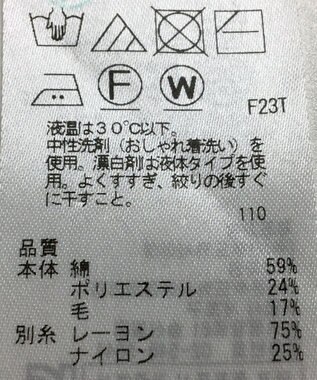 F W
F23T
液温は30℃以下。
中性洗剤（おしゃれ着洗い）を
使用。漂白剤は液体タイプを使
用。よくすすぎ、絞りの後すぐ
に干すこと。
110
品質
本体 綿 59%
ポリエステル 24%
毛 17%
別糸 レーヨン 75%
ナイロン 25%